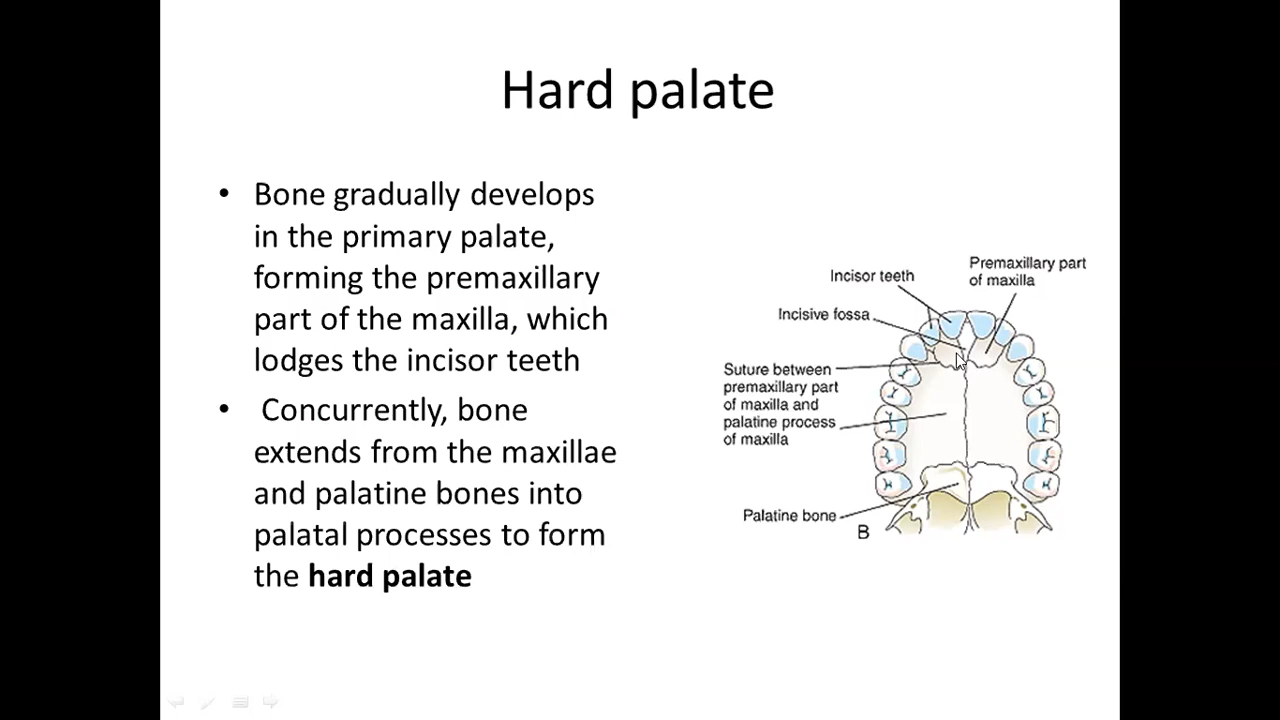 Hard palate
• Bone gradually develops
in the primary palate,
forming the premaxillary
part of the maxilla, which
lodges the incisor teeth
• Concurrently, bone
extends from the maxillae
and palatine bones into
palatal processes to form
the hard palate
Premaxillary part
of maxilla
Incisor teeth
Incisive fossa
Suture between
premaxillary part
of maxilla and
palatine process
of maxilla
Palatine bone
B